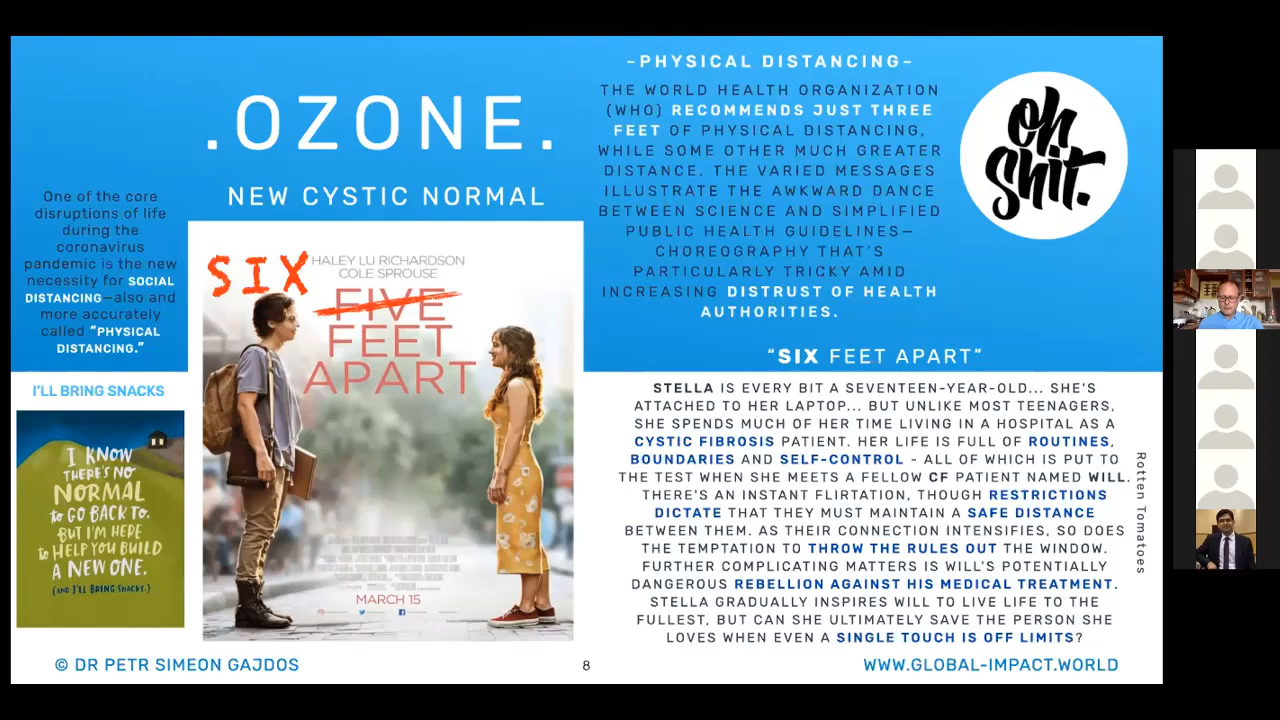 .OZONE.
NEW CYSTIC NORMAL
One of the core
disruptions of life
during the
coronavirus
pandemic is the new
necessity for SOCIAL
DISTANCING—also and
more accurately
called "PHYSICAL
DISTANCING."
I'LL BRING SNACKS
I KNOW
THERE'S NO
NORMAL
to GO BACK to.
BUT I'M HERE
to HELP YOU BUILD
A NEW ONE.
(AND I'LL BRING SNACKS.)
SIX
HALEY LU RICHARDSON
COLE SPROUSE
FIVE
FEET
APART
MARCH 15
~PHYSICAL DISTANCING~
THE WORLD HEALTH ORGANIZATION
(WHO) RECOMMENDS JUST THREE
FEET OF PHYSICAL DISTANCING,
WHILE SOME OTHER MUCH GREATER
DISTANCE. THE VARIED MESSAGES
ILLUSTRATE THE AWKWARD DANCE
BETWEEN SCIENCE AND SIMPLIFIED
PUBLIC HEALTH GUIDELINES—
CHOREOGRAPHY THAT'S
PARTICULARLY TRICKY AMID
INCREASING DISTRUST OF HEALTH
AUTHORITIES.
oh
shit.
"SIX FEET APART"
STELLA IS EVERY BIT A SEVENTEEN-YEAR-OLD... SHE'S
ATTACHED TO HER LAPTOP... BUT UNLIKE MOST TEENAGERS,
SHE SPENDS MUCH OF HER TIME LIVING IN A HOSPITAL AS A
CYSTIC FIBROSIS PATIENT. HER LIFE IS FULL OF ROUTINES,
BOUNDARIES AND SELF-CONTROL - ALL OF WHICH IS PUT TO
THE TEST WHEN SHE MEETS A FELLOW CF PATIENT NAMED WILL.
THERE'S AN INSTANT FLIRTATION, THOUGH RESTRICTIONS
DICTATE THAT THEY MUST MAINTAIN A SAFE DISTANCE
BETWEEN THEM. AS THEIR CONNECTION INTENSIFIES, SO DOES
THE TEMPTATION TO THROW THE RULES OUT THE WINDOW.
FURTHER COMPLICATING MATTERS IS WILL'S POTENTIALLY
DANGEROUS REBELLION AGAINST HIS MEDICAL TREATMENT.
STELLA GRADUALLY INSPIRES WILL TO LIVE LIFE TO THE
FULLEST, BUT CAN SHE ULTIMATELY SAVE THE PERSON SHE
LOVES WHEN EVEN A SINGLE TOUCH IS OFF LIMITS?
Rotten Tomatoes
© DR PETR SIMEON GAJDOS
8
WWW.GLOBAL-IMPACT.WORLD